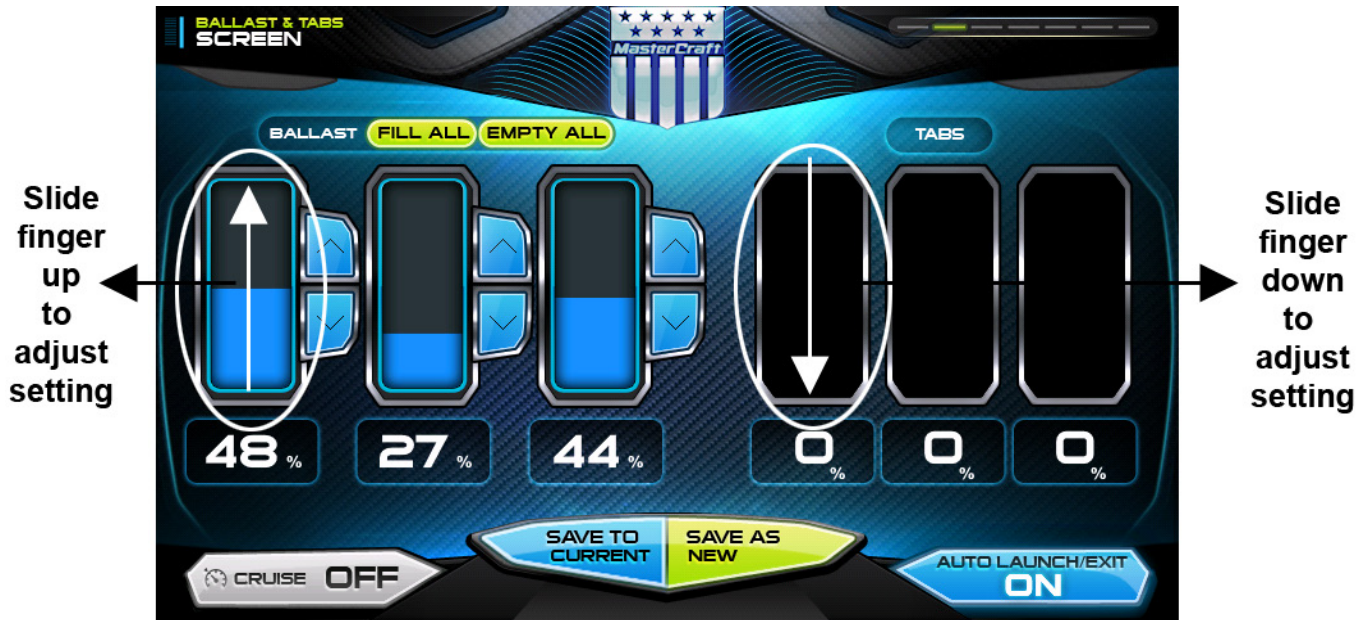 BALLAST & TABS
SCREEN
MasterCraft
BALLAST FILL ALL EMPTY ALL
TABS
Slide
finger
up
to
adjust
setting
Slide
finger
down
to
adjust
setting
48 %
27 %
44 %
0 %
0 %
0 %
SAVE TO
CURRENT
SAVE AS
NEW
CRUISE OFF
AUTO LAUNCH/EXIT
ON